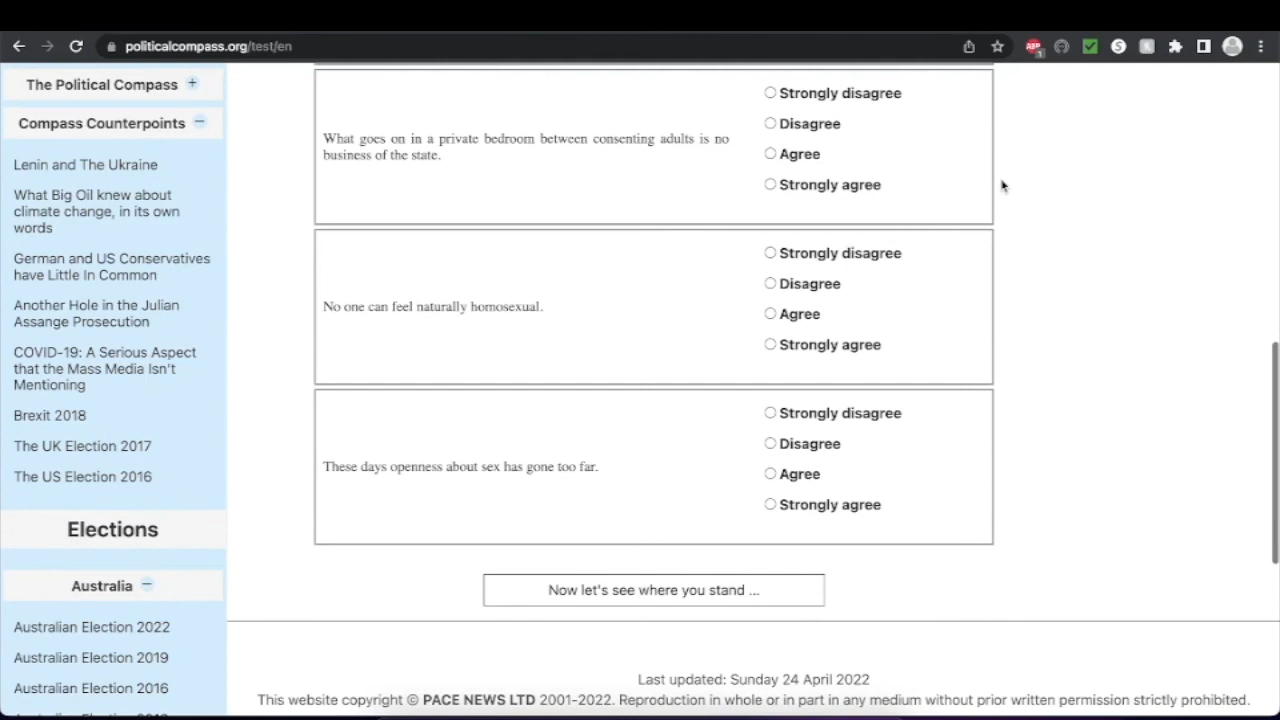 politicalcompass.org/test/en
ABP
1
S
The Political Compass +
Compass Counterpoints −
Lenin and The Ukraine
What Big Oil knew about
climate change, in its own
words
German and US Conservatives
have Little In Common
Another Hole in the Julian
Assange Prosecution
COVID-19: A Serious Aspect
that the Mass Media Isn't
Mentioning
Brexit 2018
The UK Election 2017
The US Election 2016
Elections
Australia −
Australian Election 2022
Australian Election 2019
Australian Election 2016
What goes on in a private bedroom between consenting adults is no
business of the state.
Strongly disagree
Disagree
Agree
Strongly agree
No one can feel naturally homosexual.
Strongly disagree
Disagree
Agree
Strongly agree
These days openness about sex has gone too far.
Strongly disagree
Disagree
Agree
Strongly agree
Now let's see where you stand ...
Last updated: Sunday 24 April 2022
This website copyright © PACE NEWS LTD 2001-2022. Reproduction in whole or in part in any medium without prior written permission strictly prohibited.